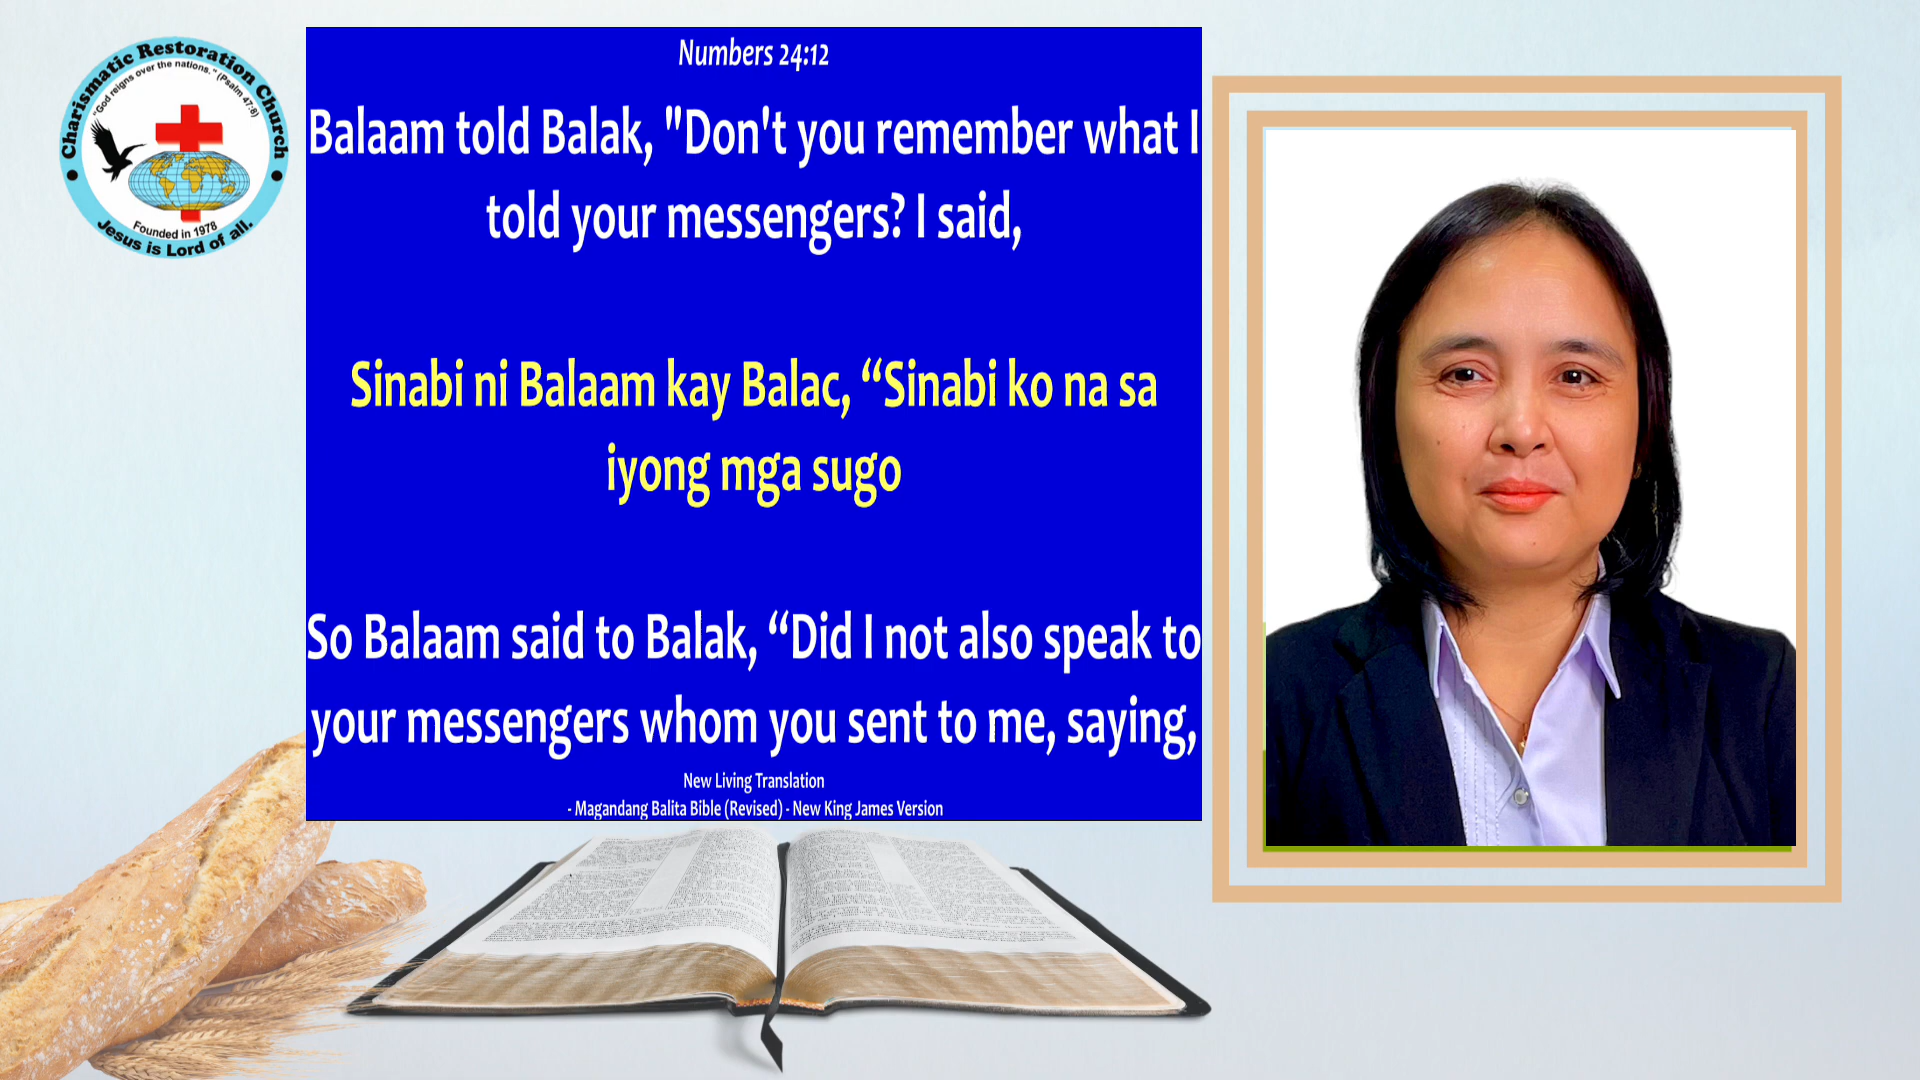 Charismatic Restoration Church
"God reigns over the nations." (Psalm 47:8)
Founded in 1978
Jesus is Lord of all.
Numbers 24:12
Balaam told Balak, "Don't you remember what I
told your messengers? I said,
Sinabi ni Balaam kay Balac, “Sinabi ko na sa
iyong mga sugo
So Balaam said to Balak, “Did I not also speak to
your messengers whom you sent to me, saying,
New Living Translation
- Magandang Balita Bible (Revised) - New King James Version